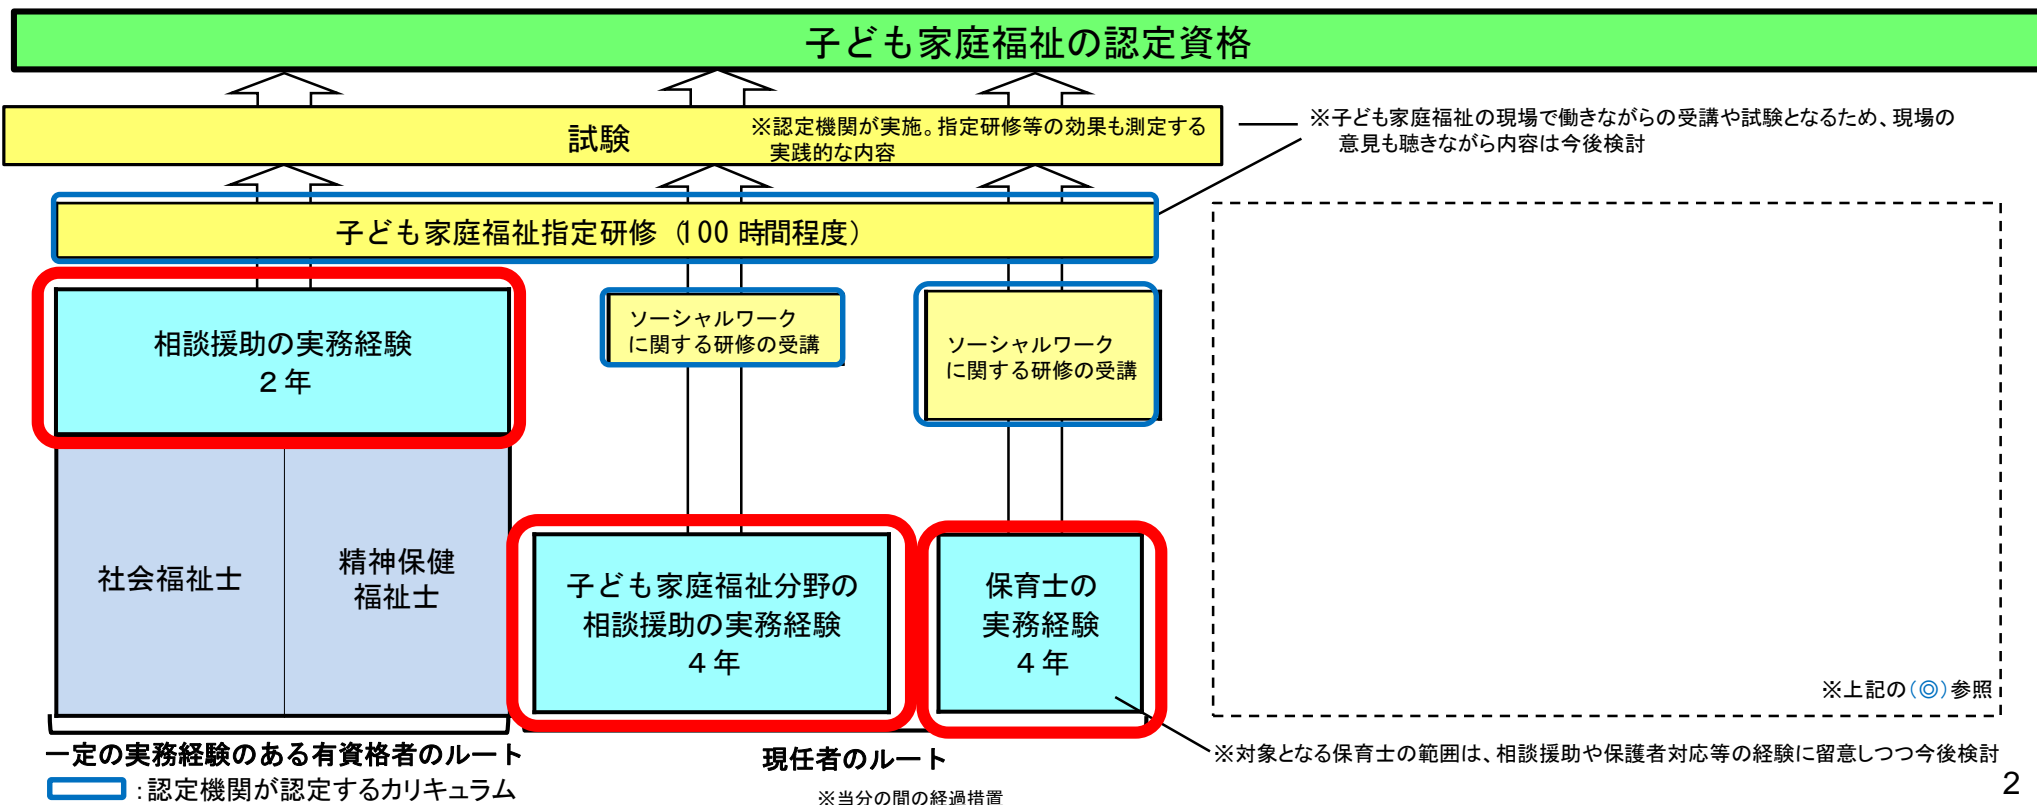 子ども家庭福祉の認定資格
試験
※認定機関が実施。指定研修等の効果も測定する
実践的な内容
※子ども家庭福祉の現場で働きながらの受講や試験となるため、現場の
意見も聴きながら内容は今後検討
子ども家庭福祉指定研修（100 時間程度）
相談援助の実務経験
２年
ソーシャルワーク
に関する研修の受講
ソーシャルワーク
に関する研修の受講
社会福祉士
精神保健
福祉士
子ども家庭福祉分野の
相談援助の実務経験
４年
保育士の
実務経験
４年
※上記の（◎）参照
一定の実務経験のある有資格者のルート
現任者のルート
※対象となる保育士の範囲は、相談援助や保護者対応等の経験に留意しつつ今後検討
：認定機関が認定するカリキュラム
※当分の間の経過措置
2